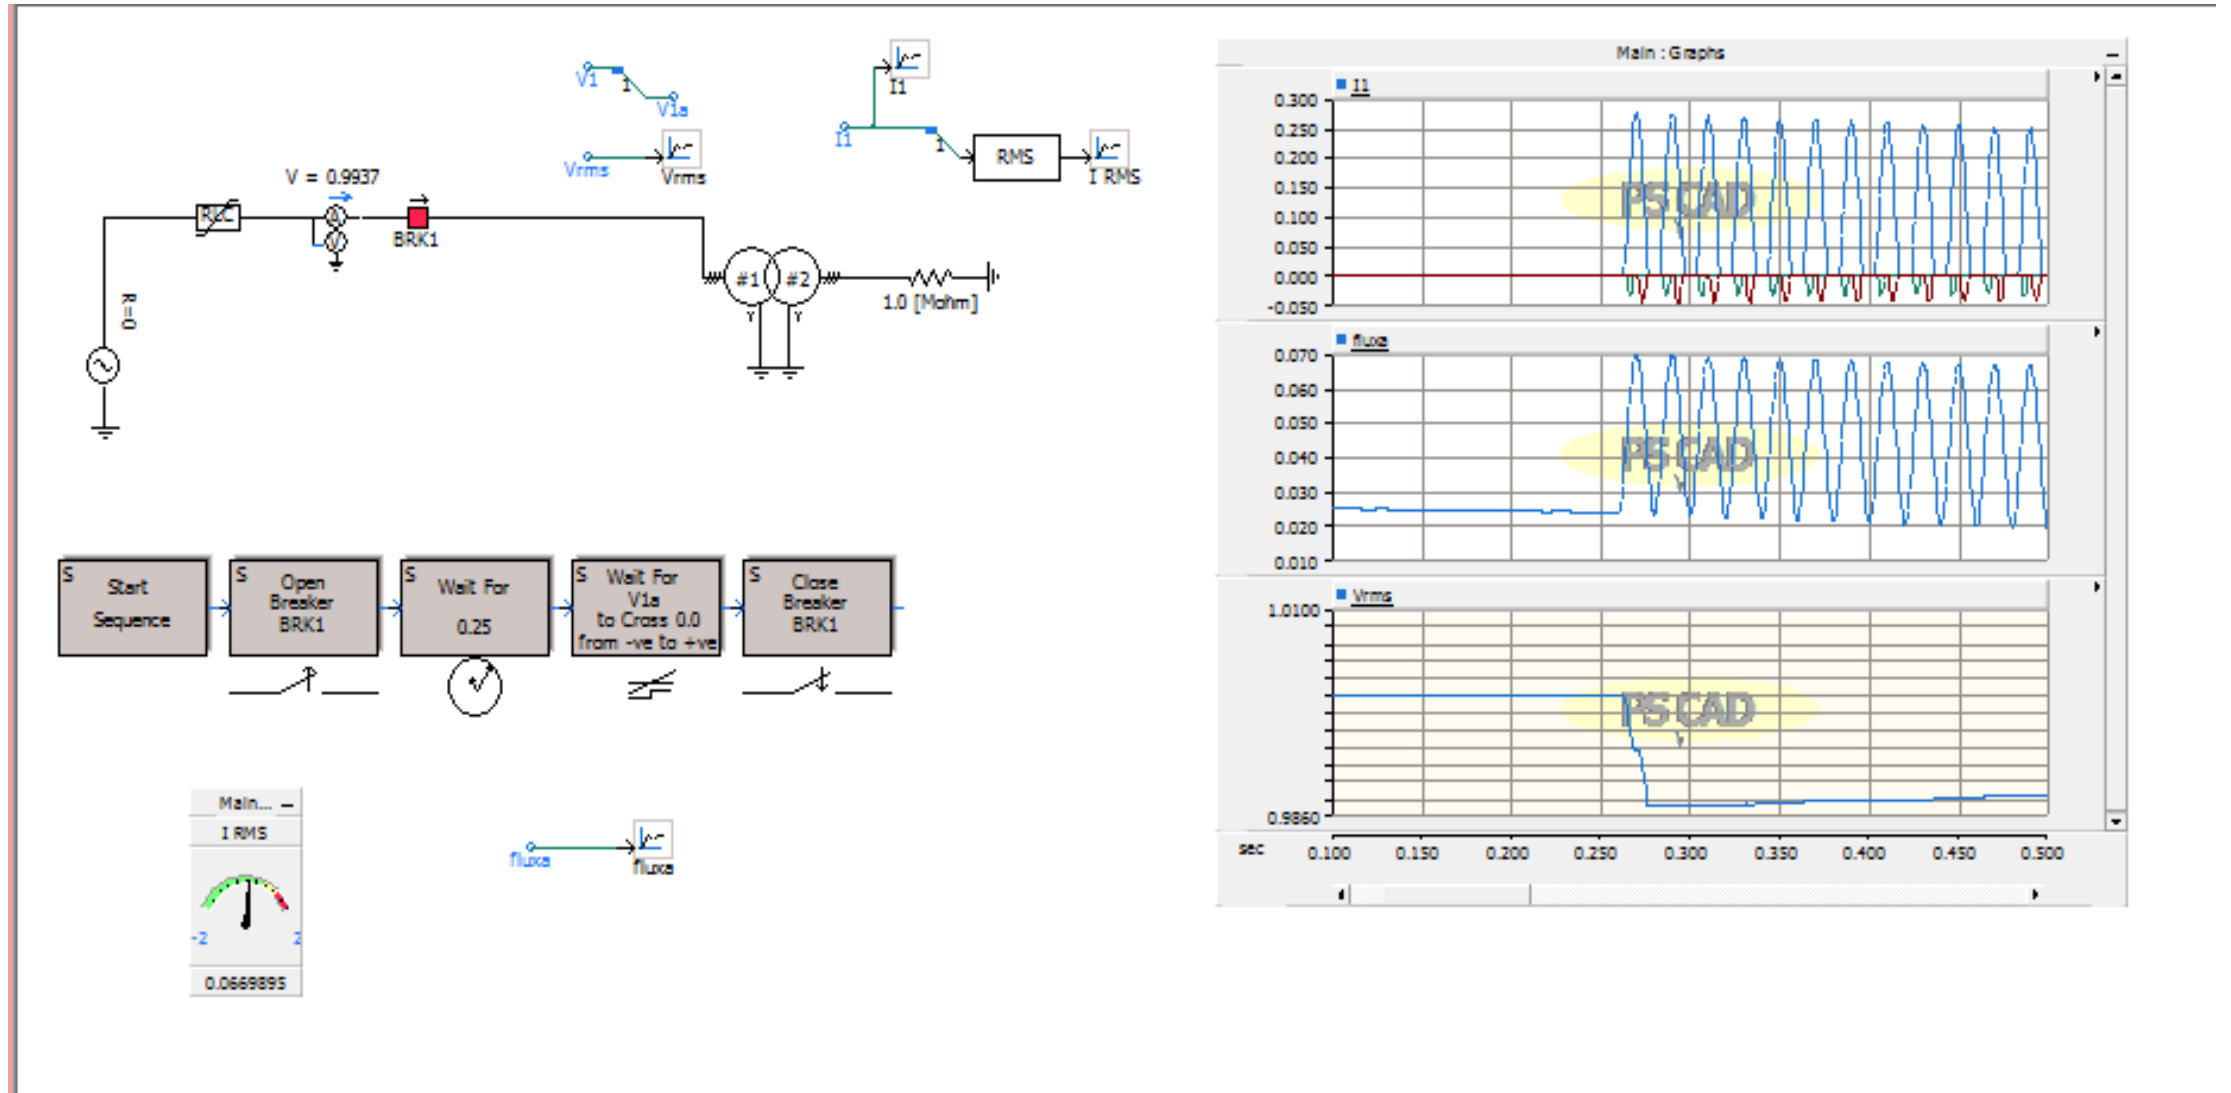 V1
1
V1a
Vrms
Vrms
I1
I1
1
RMS
I RMS
V = 0.9937
RLC
A
V
BRK1
R=0
#1
#2
Y
Y
1.0 [Mohm]
S
Start
Sequence
S
Open
Breaker
BRK1
S
Wait For
0.25
S
Wait For
V1a
to Cross 0.0
from -ve to +ve
S
Close
Breaker
BRK1
Main...
I RMS
-2
2
0.0669895
fluxa
fluxa
Main : Graphs
I1
0.300
0.250
0.200
0.150
0.100
0.050
0.000
-0.050
PSCAD
fluxa
0.070
0.060
0.050
0.040
0.030
0.020
0.010
PSCAD
Vrms
1.0100
0.9860
PSCAD
sec
0.100
0.150
0.200
0.250
0.300
0.350
0.400
0.450
0.500